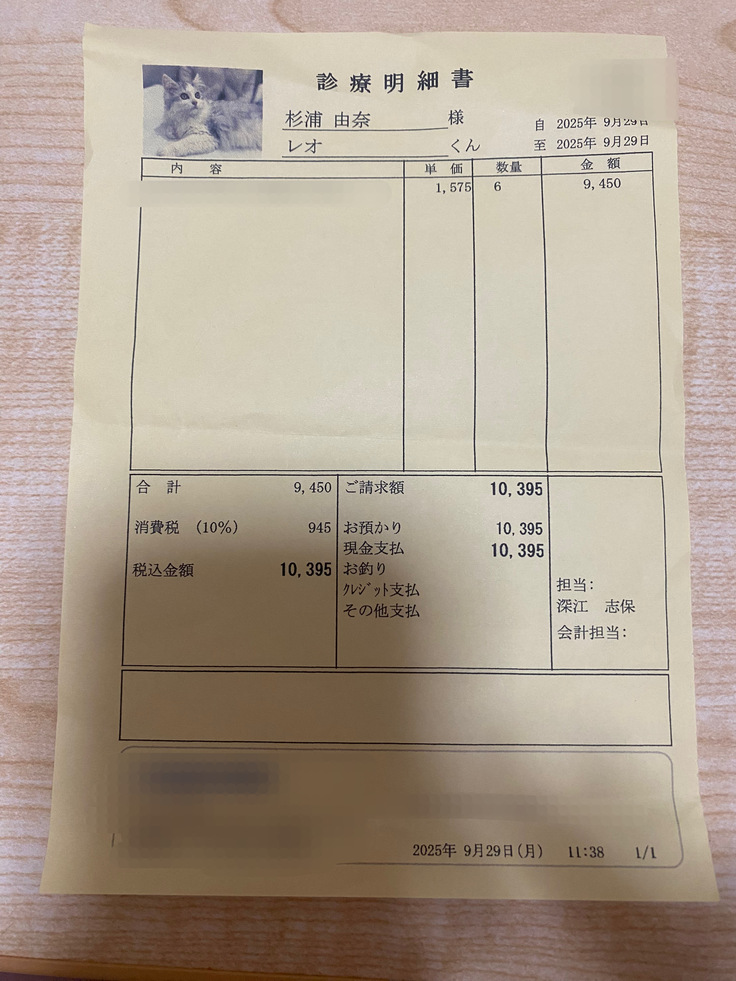 診療明細書
杉浦 由奈 様
自 2025年 9月29日
レオ くん
至 2025年 9月29日
内 容 単 価 数量 金 額
1,575 6 9,450
合 計 9,450 ご請求額 10,395
消費税 (10%) 945 お預かり 10,395
現金支払 10,395
税込金額 10,395 お釣り
クレジット支払 担当:
その他支払 深江 志保
会計担当:
2025年 9月29日(月) 11:38 1/1